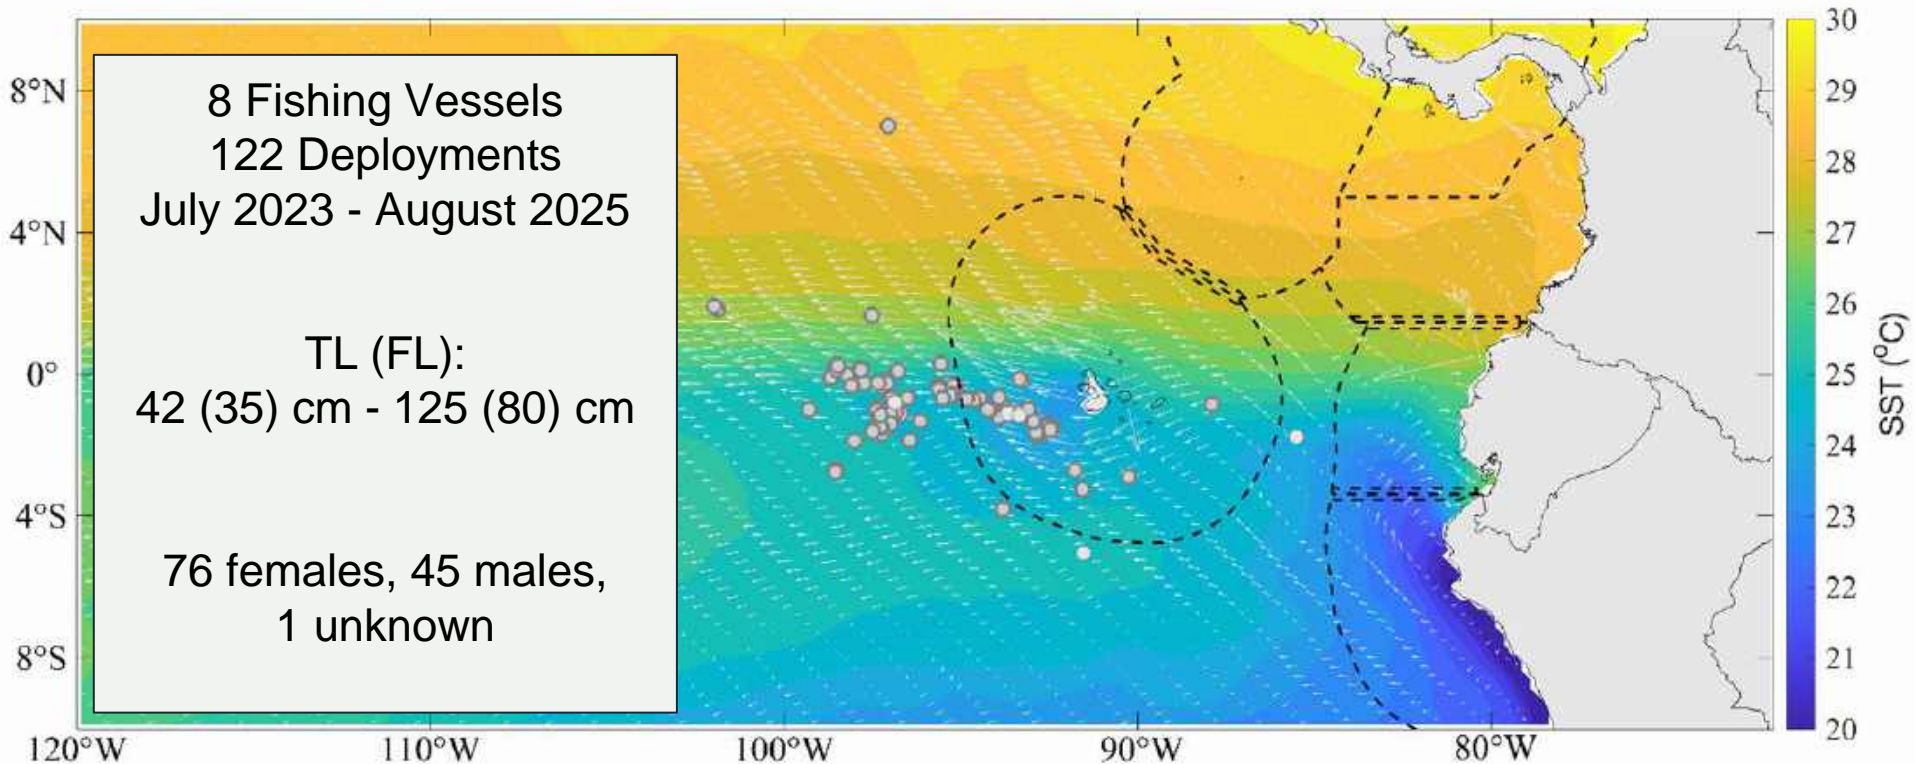 8 Fishing Vessels
122 Deployments
July 2023 - August 2025
TL (FL):
42 (35) cm - 125 (80) cm
76 females, 45 males,
1 unknown
8°N
4°N
0°
4°S
8°S
120°W
110°W
100°W
90°W
80°W
30
29
28
27
26
25
24
23
22
21
20
SST (°C)